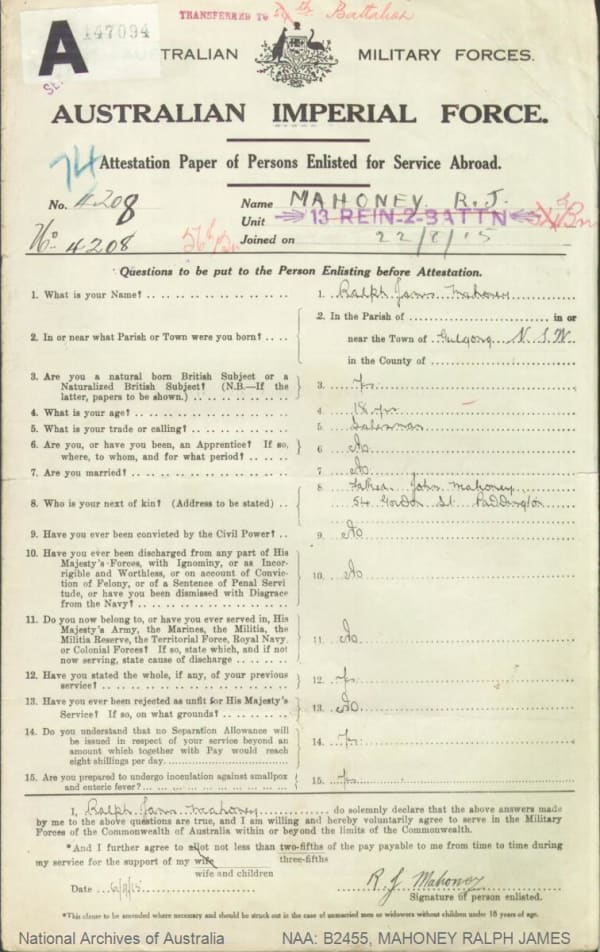 TRANSFERRED TO 54th Battalion
147094
A
AUSTRALIAN MILITARY FORCES.
AUSTRALIAN IMPERIAL FORCE.
74
Attestation Paper of Persons Enlisted for Service Abroad.
No. 4208
Name MAHONEY. R. J.
Unit 13 REIN-2-BATTN
No 4208
56 Bn
Joined on 22/8/15
Questions to be put to the Person Enlisting before Attestation.
1. What is your Name?
1. Ralph James Mahoney
2. In or near what Parish or Town were you born?
2. In the Parish of in or
near the Town of Gulgong N.S.W.
in the County of
3. Are you a natural born British Subject or a
Naturalized British Subject? (N.B.—If the
latter, papers to be shown.)
3. Yes
4. What is your age?
4. 18 yrs
5. What is your trade or calling?
5. Salesman
6. Are you, or have you been, an Apprentice? If so,
where, to whom, and for what period?
6. No
7. Are you married?
7. No
8. Who is your next of kin? (Address to be stated)
8. Father John Mahoney
54 Gordon St Paddington
9. Have you ever been convicted by the Civil Power?
9. No
10. Have you ever been discharged from any part of His
Majesty's Forces, with Ignominy, or as Incor-
rigible and Worthless, or on account of Convic-
tion of Felony, or of a Sentence of Penal Servi
tude, or have you been dismissed with Disgrace
from the Navy?
10. No
11. Do you now belong to, or have you ever served in, His
Majesty's Army, the Marines, the Militia, the
Militia Reserve, the Territorial Force, Royal Navy,
or Colonial Forces? If so, state which, and if not
now serving, state cause of discharge
11. No
12. Have you stated the whole, if any, of your previous
service?
12. Yes
13. Have you ever been rejected as unfit for His Majesty's
Service? If so, on what grounds?
13. No
14. Do you understand that no Separation Allowance
will be issued in respect of your service beyond an
amount which together with Pay would reach
eight shillings per day.
14. Yes
15. Are you prepared to undergo inoculation against smallpox
and enteric fever?
15. Yes
I, Ralph James Mahoney do solemnly declare that the above answers made
by me to the above questions are true, and I am willing and hereby voluntarily agree to serve in the Military
Forces of the Commonwealth of Australia within or beyond the limits of the Commonwealth.
*And I further agree to allot not less than two-fifths of the pay payable to me from time to time during
three-fifths
my service for the support of my wife
wife and children
Date
R J Mahoney
Signature of person enlisted.
*This clause to be amended where necessary and should be struck out in the case of unmarried men or widowers without children under 18 years of age.
National Archives of Australia NAA: B2455, MAHONEY RALPH JAMES